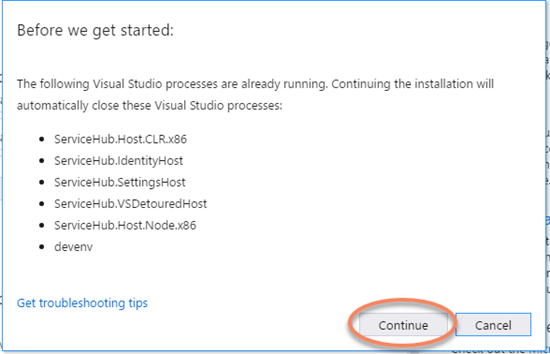 Before we get started:
The following Visual Studio processes are already running. Continuing the installation will
automatically close these Visual Studio processes:
• ServiceHub.Host.CLR.x86
• ServiceHub.IdentityHost
• ServiceHub.SettingsHost
• ServiceHub.VSDetouredHost
• ServiceHub.Host.Node.x86
• devenv
Get troubleshooting tips
Continue
Cancel